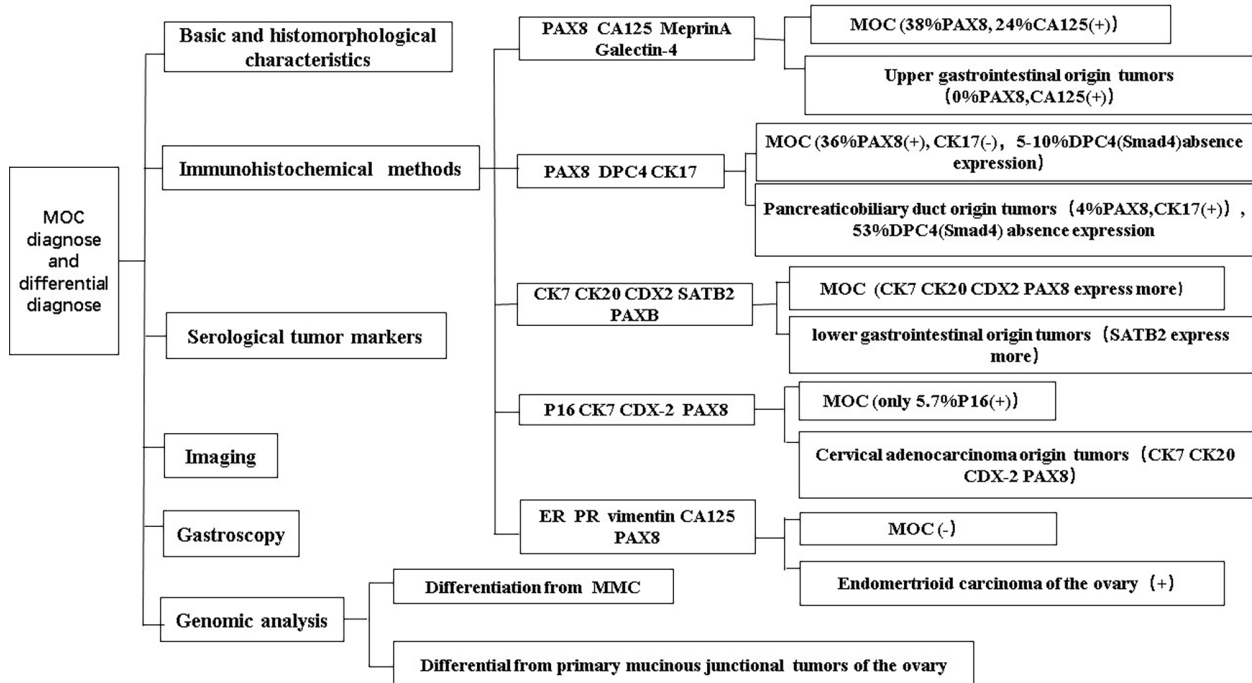 MOC
diagnose
and
differential
diagnose
Basic and histomorphological
characteristics
Immunohistochemical methods
Serological tumor markers
Imaging
Gastroscopy
Genomic analysis
PAX8 CA125 MeprinA
Galectin-4
MOC (38%PAX8, 24%CA125(+))
Upper gastrointestinal origin tumors
(0%PAX8,CA125(+))
PAX8 DPC4 CK17
MOC (36%PAX8(+), CK17(-), 5-10%DPC4(Smad4)absence
expression)
Pancreaticobiliary duct origin tumors (4%PAX8,CK17(+)),
53%DPC4(Smad4) absence expression
CK7 CK20 CDX2 SATB2
PAXB
MOC (CK7 CK20 CDX2 PAX8 express more)
lower gastrointestinal origin tumors (SATB2 express
more)
P16 CK7 CDX-2 PAX8
MOC (only 5.7%P16(+))
Cervical adenocarcinoma origin tumors (CK7 CK20
CDX-2 PAX8)
ER PR vimentin CA125
PAX8
MOC (-)
Endomertrioid carcinoma of the ovary (+)
Differentiation from MMC
Differential from primary mucinous junctional tumors of the ovary